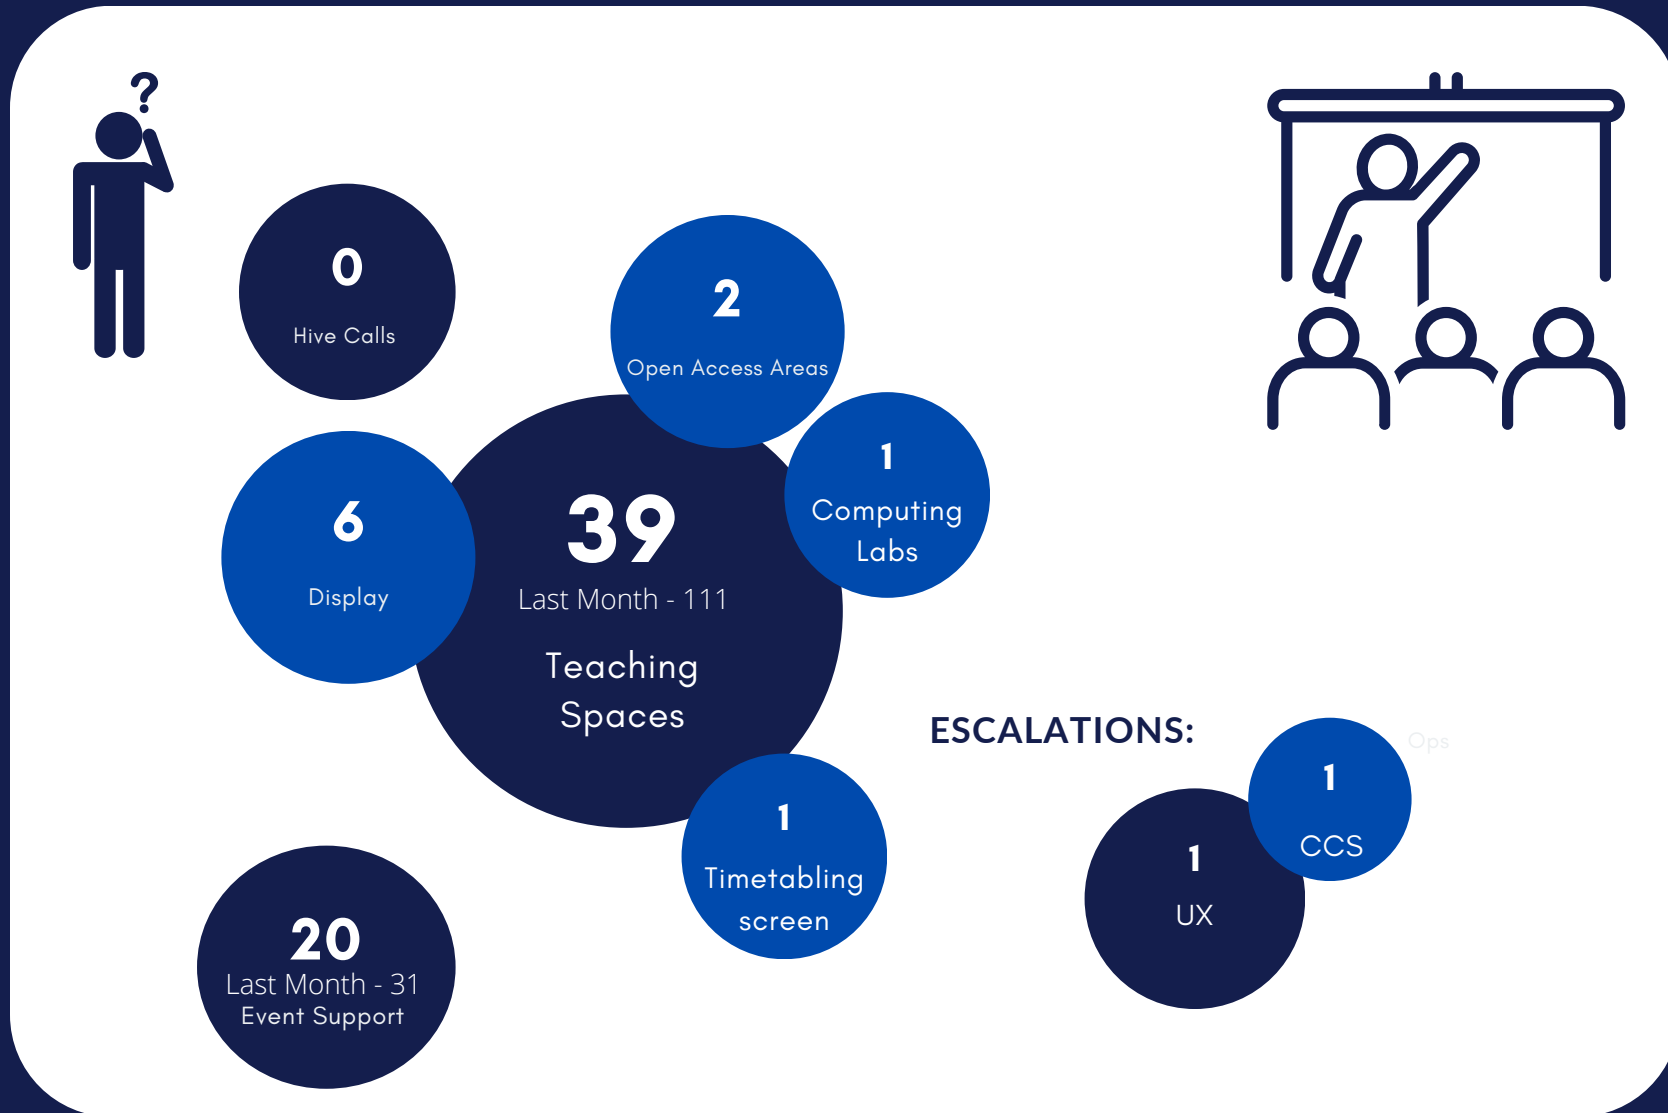 ?
0
Hive Calls
2
Open Access Areas
1
Computing
Labs
6
Display
39
Last Month - 111
Teaching
Spaces
1
Timetabling
screen
20
Last Month - 31
Event Support
ESCALATIONS:
Ops
1
CCS
1
UX